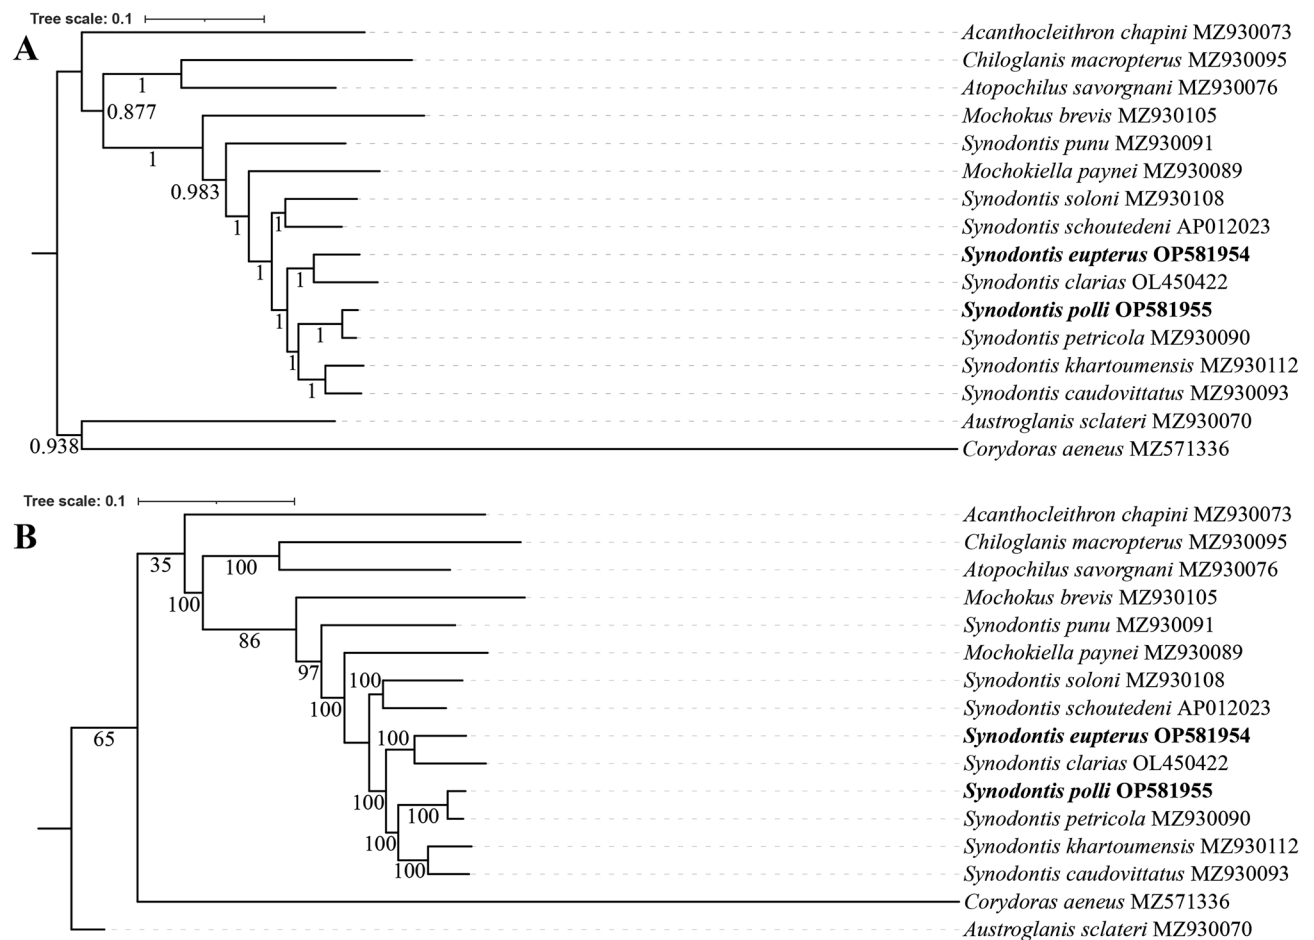 Tree scale: 0.1
A
Acanthocleithron chapini MZ930073
Chiloglanis macropterus MZ930095
1
Atopochilus savorgnani MZ930076
0.877
Mochokus brevis MZ930105
Synodontis punu MZ930091
1
Mochokiella paynei MZ930089
0.983
Synodontis soloni MZ930108
1
1
Synodontis schoutedeni AP012023
Synodontis eupterus OP581954
1
1
Synodontis clarias OL450422
Synodontis polli OP581955
1
1
Synodontis petricola MZ930090
1
Synodontis khartoumensis MZ930112
1
Synodontis caudovittatus MZ930093
Austroglanis sclateri MZ930070
0.938
Corydoras aeneus MZ571336
Tree scale: 0.1
B
Acanthocleithron chapini MZ930073
Chiloglanis macropterus MZ930095
35
100
Atopochilus savorgnani MZ930076
100
Mochokus brevis MZ930105
Synodontis punu MZ930091
86
Mochokiella paynei MZ930089
97
100
Synodontis soloni MZ930108
100
Synodontis schoutedeni AP012023
65
100
Synodontis eupterus OP581954
Synodontis clarias OL450422
Synodontis polli OP581955
100
100
Synodontis petricola MZ930090
100
Synodontis khartoumensis MZ930112
100
Synodontis caudovittatus MZ930093
Corydoras aeneus MZ571336
Austroglanis sclateri MZ930070